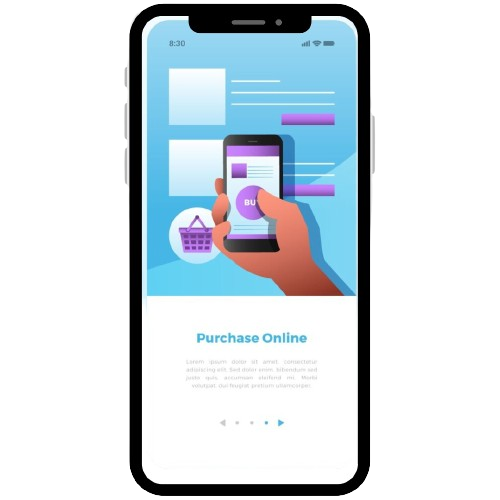 8:30
BU
Purchase Online
Lorem ipsum dolor sit amet, consectetur
adipiscing elit. Sed dolor enim, bibendum sed
justo quis, accumsan eleifend mi. Morbi
volutpat, dui feugiat pretium ullamcorper.